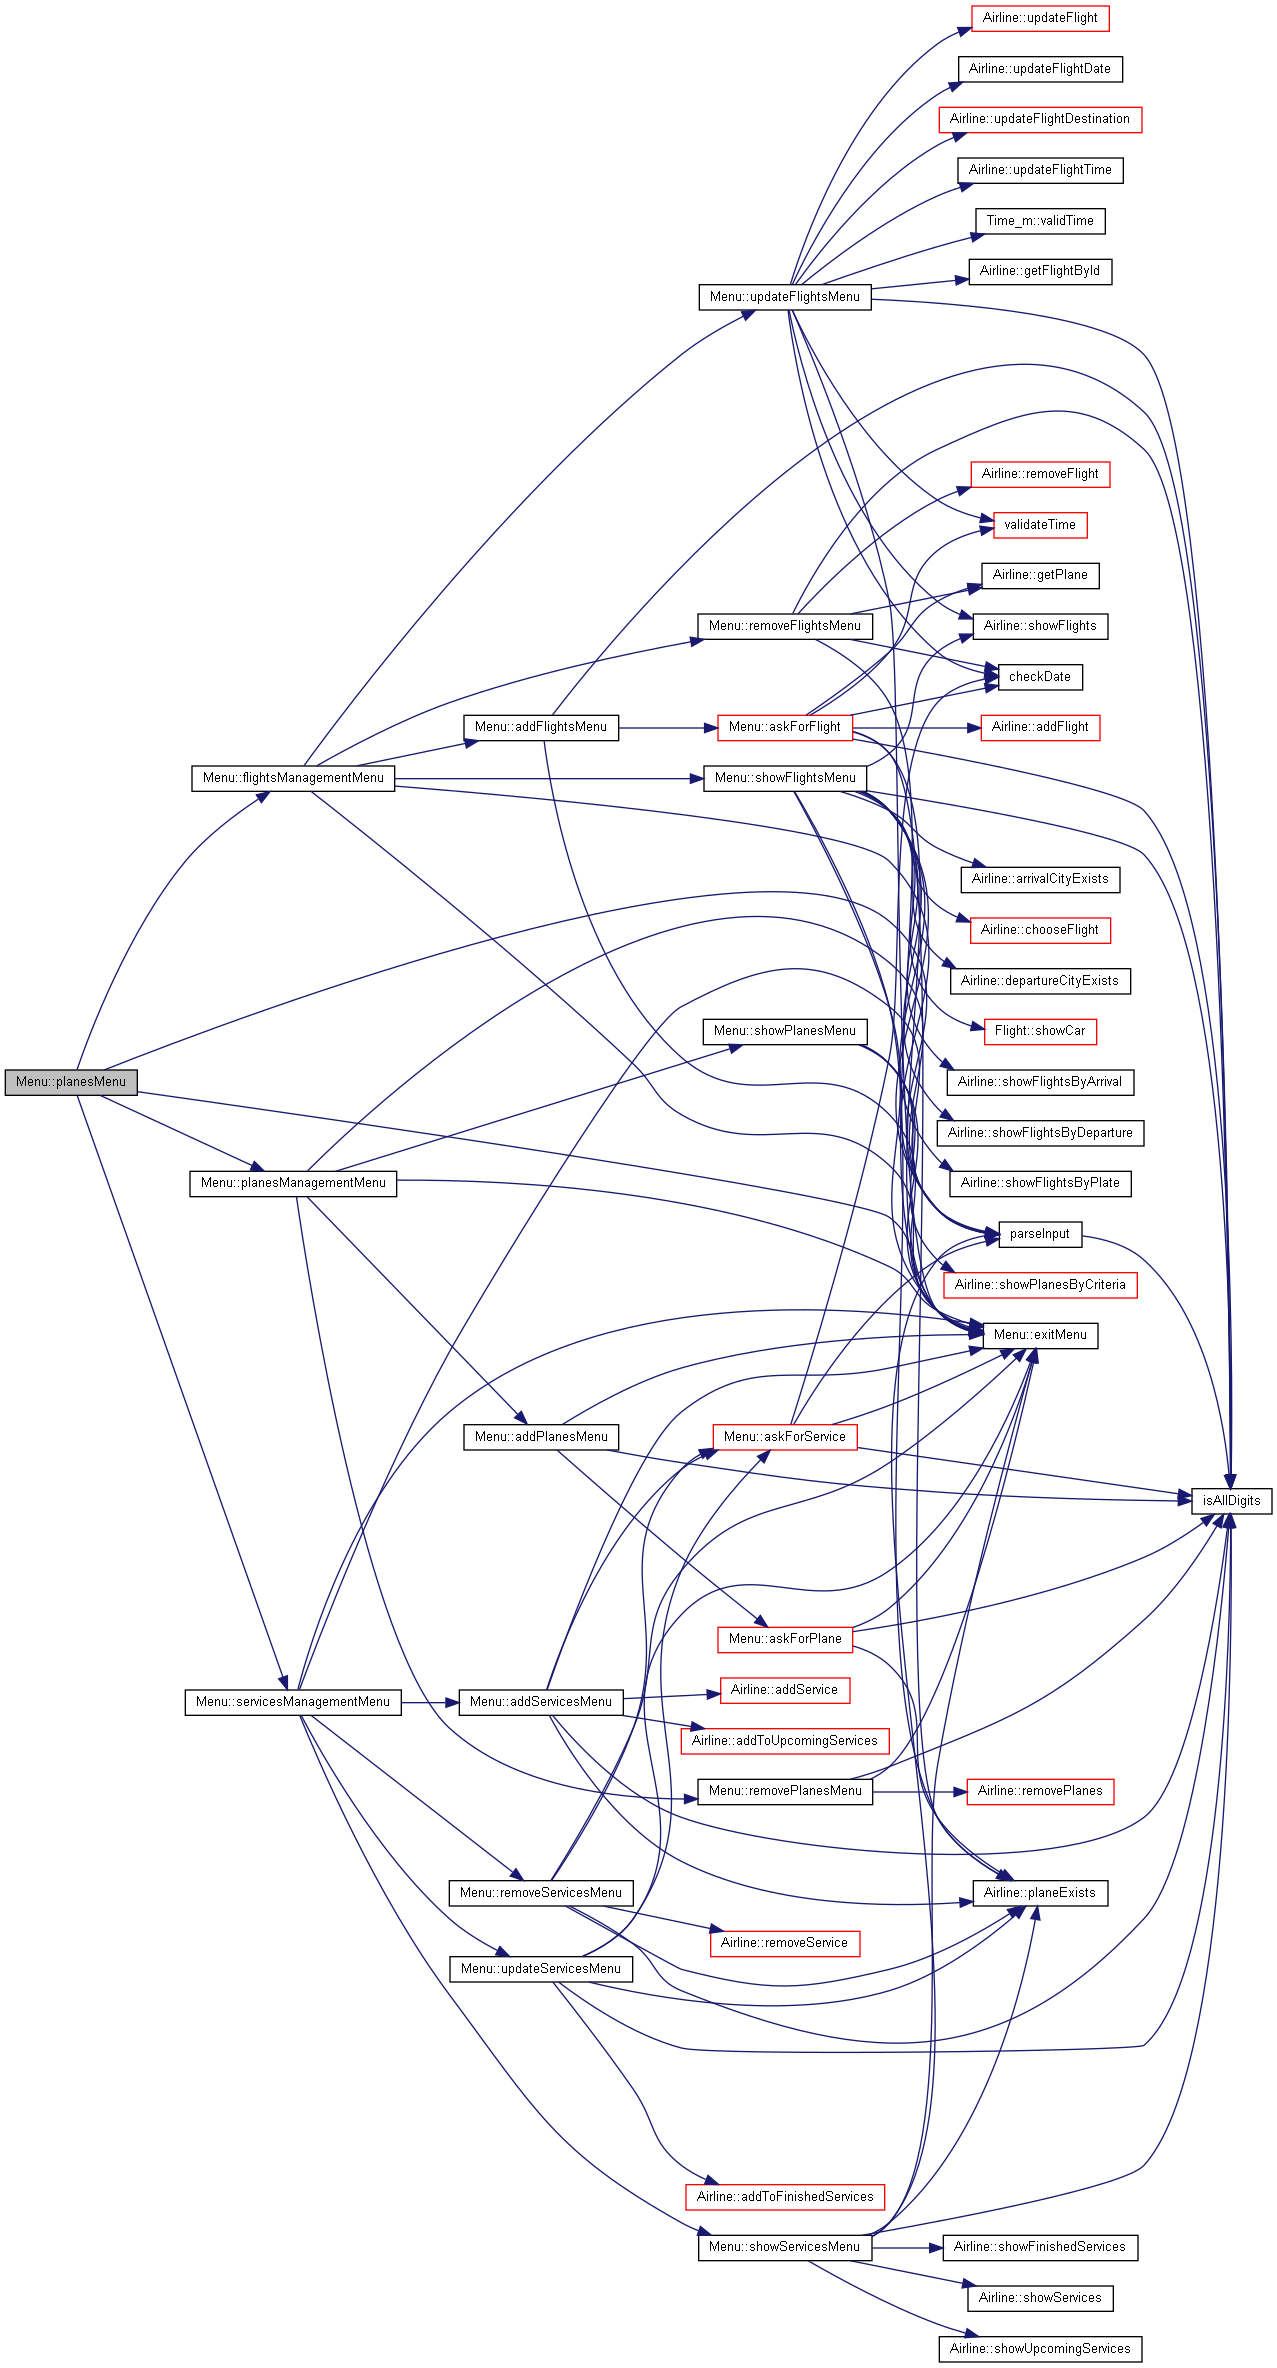 Airline::updateFlight
Airline::updateFlightDate
Airline::updateFlightDestination
Airline::updateFlightTime
Time_m::validTime
Airline::getFlightById
Menu::updateFlightsMenu
Airline::removeFlight
validateTime
Airline::getPlane
Menu::removeFlightsMenu
Airline::showFlights
checkDate
Menu::addFlightsMenu
Menu::askForFlight
Airline::addFlight
Menu::flightsManagementMenu
Menu::showFlightsMenu
Airline::arrivalCityExists
Airline::chooseFlight
Airline::departureCityExists
Menu::showPlanesMenu
Flight::showCar
Menu::planesMenu
Airline::showFlightsByArrival
Airline::showFlightsByDeparture
Menu::planesManagementMenu
Airline::showFlightsByPlate
parseInput
Airline::showPlanesByCriteria
Menu::exitMenu
Menu::addPlanesMenu
Menu::askForService
isAllDigits
Menu::askForPlane
Airline::addService
Menu::servicesManagementMenu
Menu::addServicesMenu
Airline::addToUpcomingServices
Menu::removePlanesMenu
Airline::removePlanes
Menu::removeServicesMenu
Airline::planeExists
Airline::removeService
Menu::updateServicesMenu
Airline::addToFinishedServices
Menu::showServicesMenu
Airline::showFinishedServices
Airline::showServices
Airline::showUpcomingServices